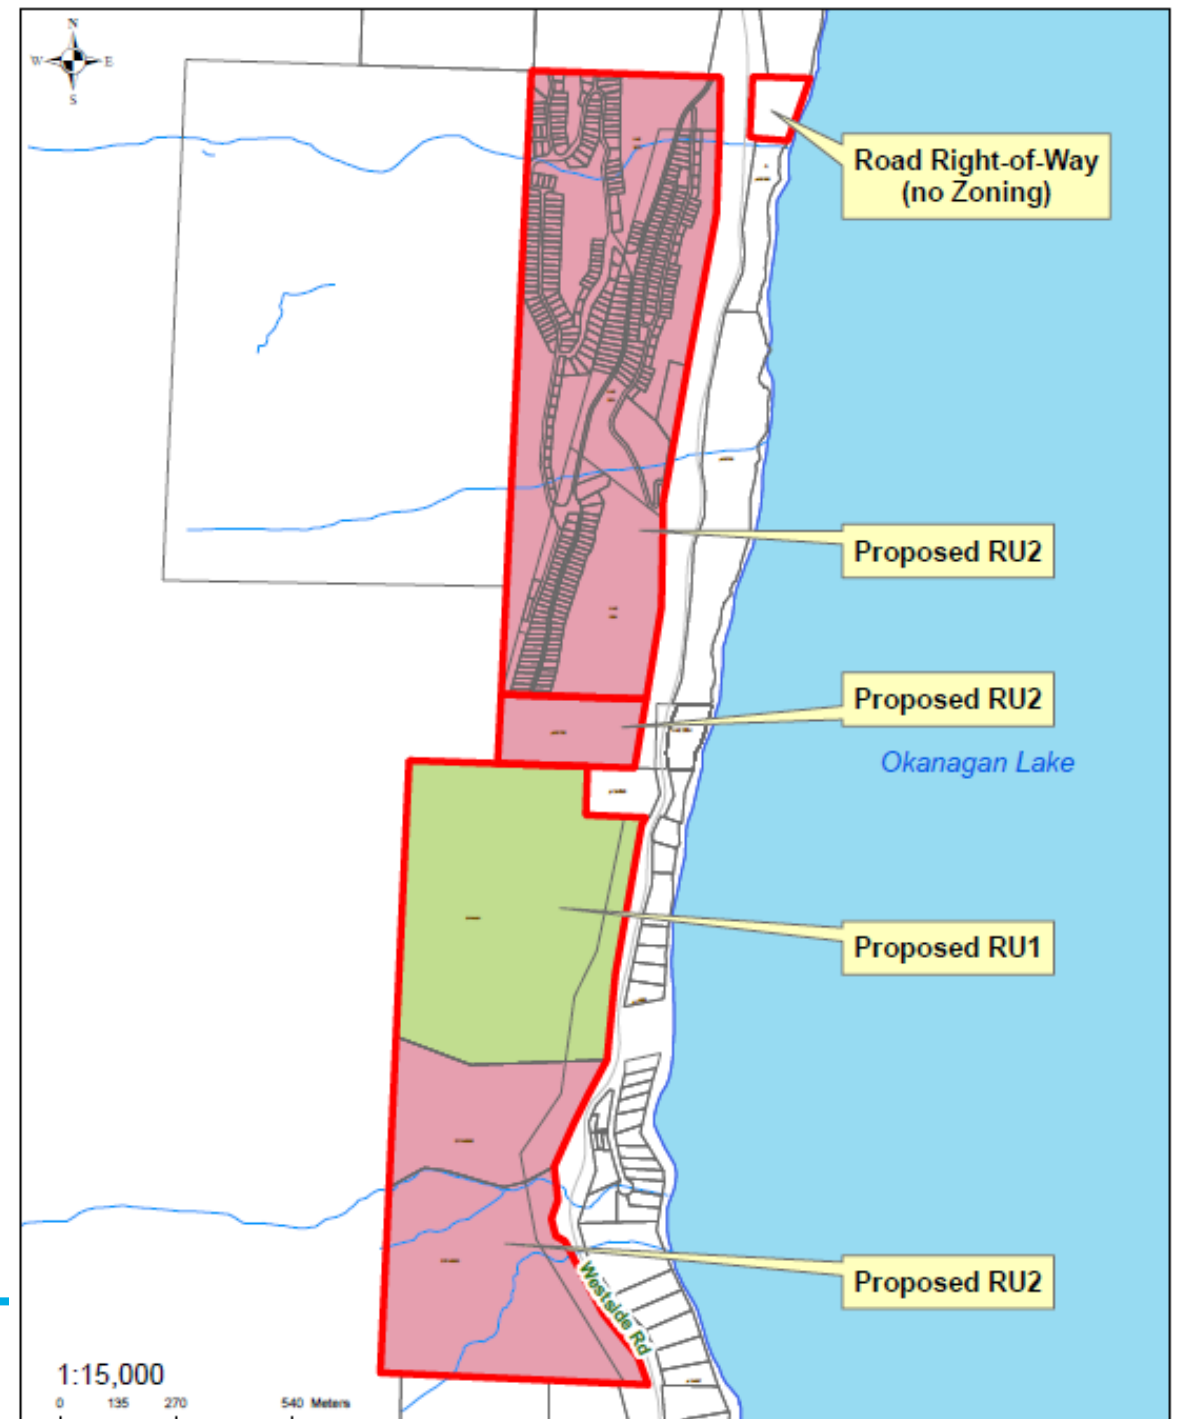 N
W E
S
Road Right-of-Way
(no Zoning)
Proposed RU2
Proposed RU2
Okanagan Lake
Proposed RU1
Proposed RU2
Westside Rd
1:15,000
0 135 270 540 Meters